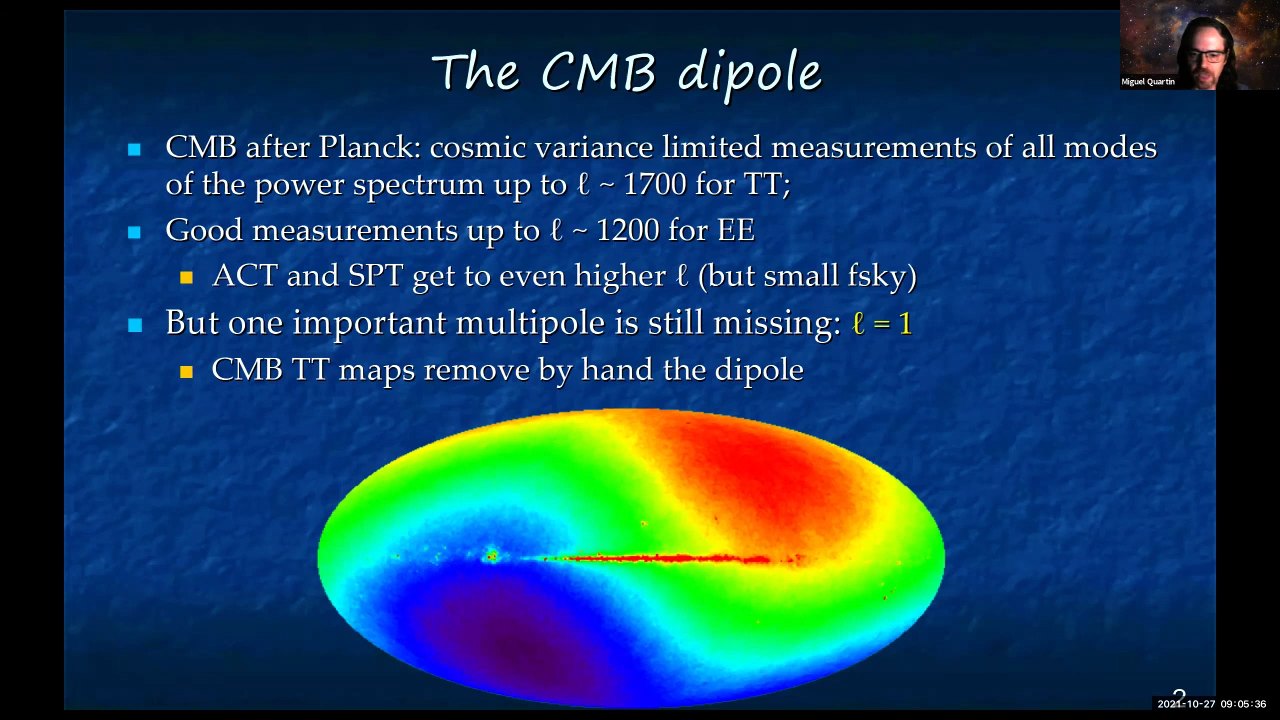 The CMB dipole
Miguel Quartin
CMB after Planck: cosmic variance limited measurements of all modes
of the power spectrum up to ℓ ~ 1700 for TT;
Good measurements up to ℓ ~ 1200 for EE
ACT and SPT get to even higher ℓ (but small fsky)
But one important multipole is still missing: ℓ = 1
CMB TT maps remove by hand the dipole
2
2021-10-27 09:05:36